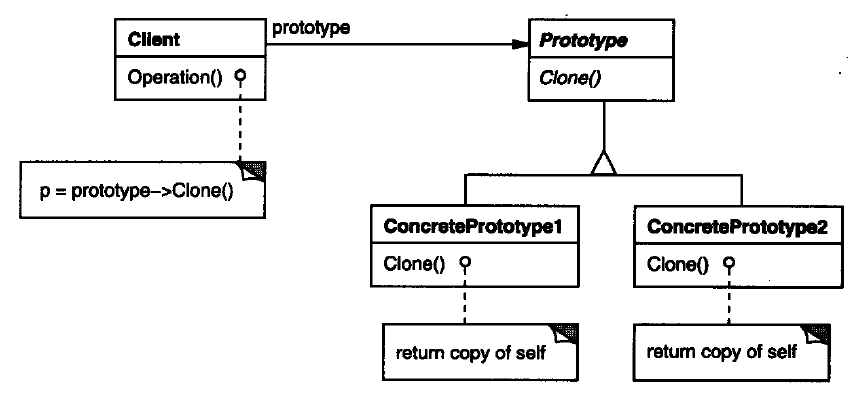 Client
prototype
Prototype
Operation()
Clone()
p = prototype->Clone()
ConcretePrototype1
ConcretePrototype2
Clone()
Clone()
return copy of self
return copy of self